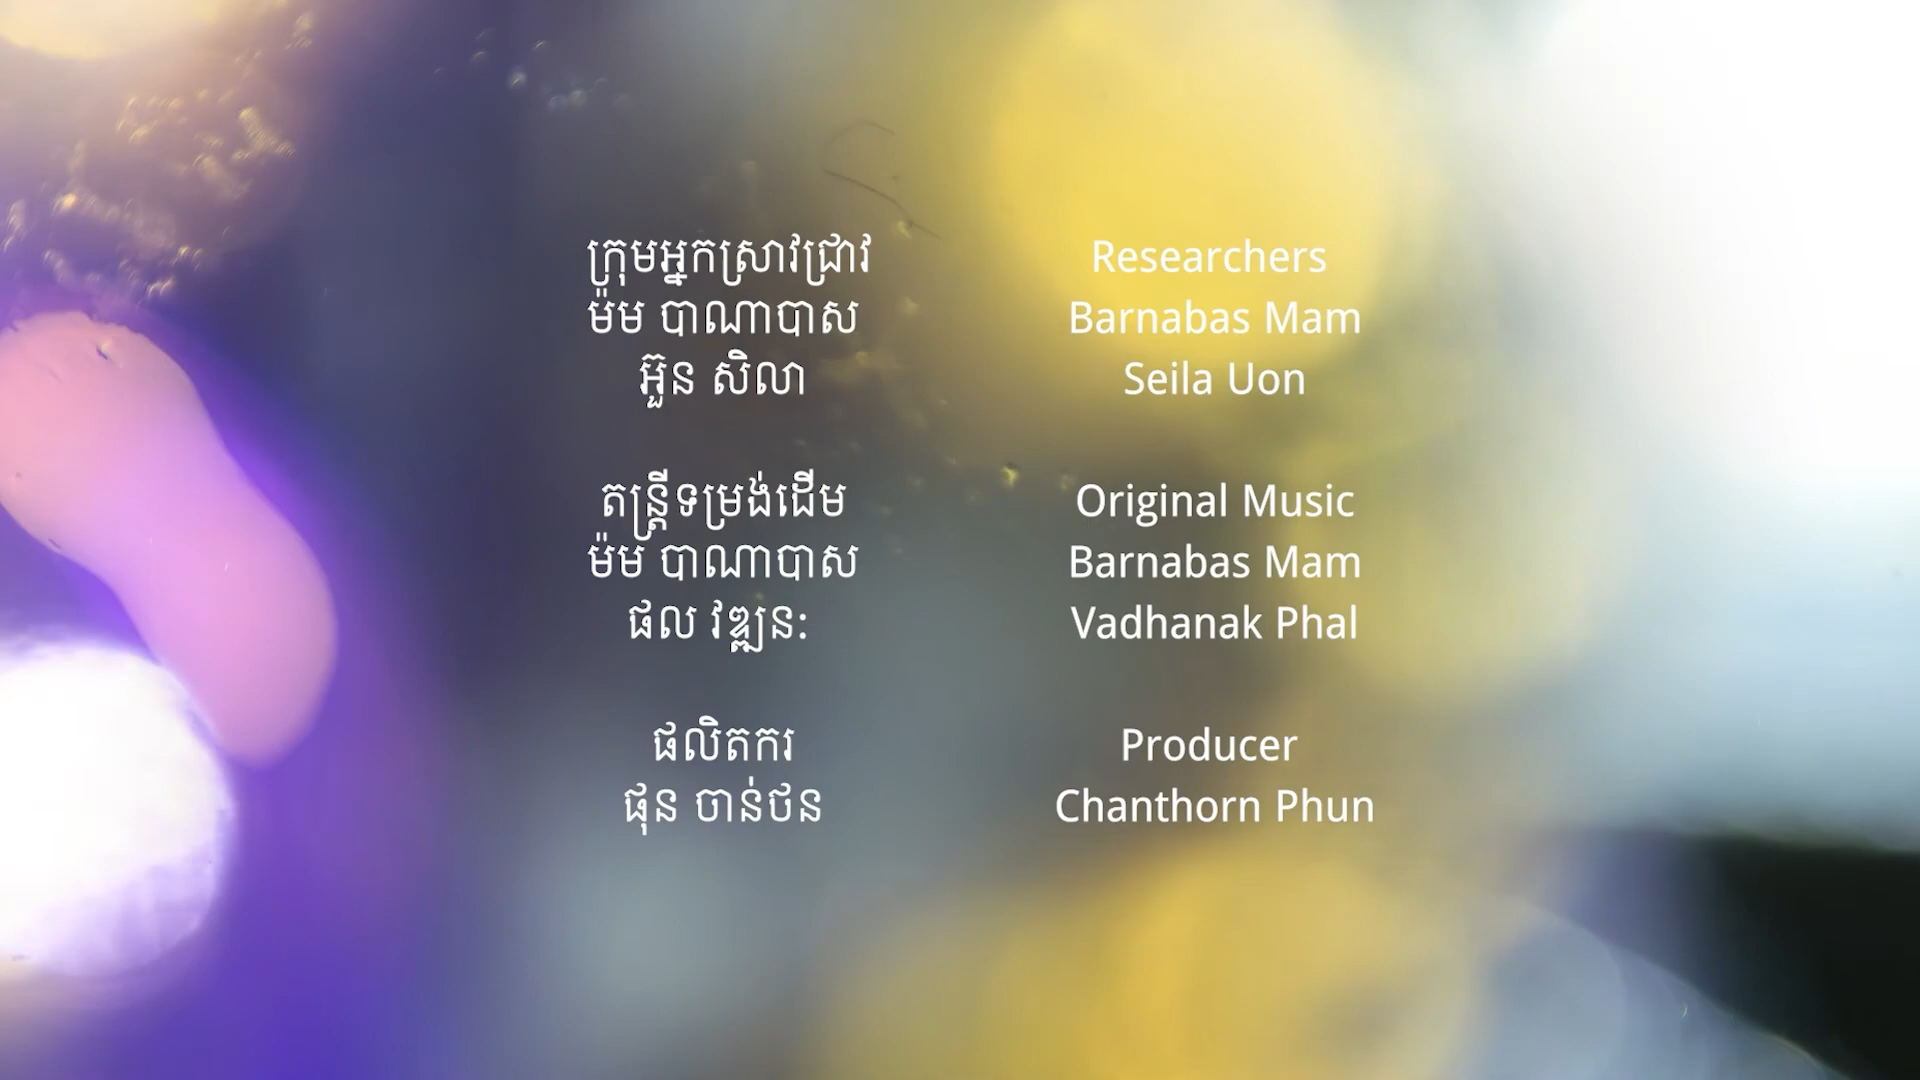 ក្រុមអ្នកស្រាវជ្រាវ
ម៉ម បាណាបាស
អ៊ួន សិលា
តន្ត្រីទម្រង់ដើម
ម៉ម បាណាបាស
ផល វឌ្ឍនៈ
ផលិតករ
ផុន ចាន់ថន
Researchers
Barnabas Mam
Seila Uon
Original Music
Barnabas Mam
Vadhanak Phal
Producer
Chanthorn Phun